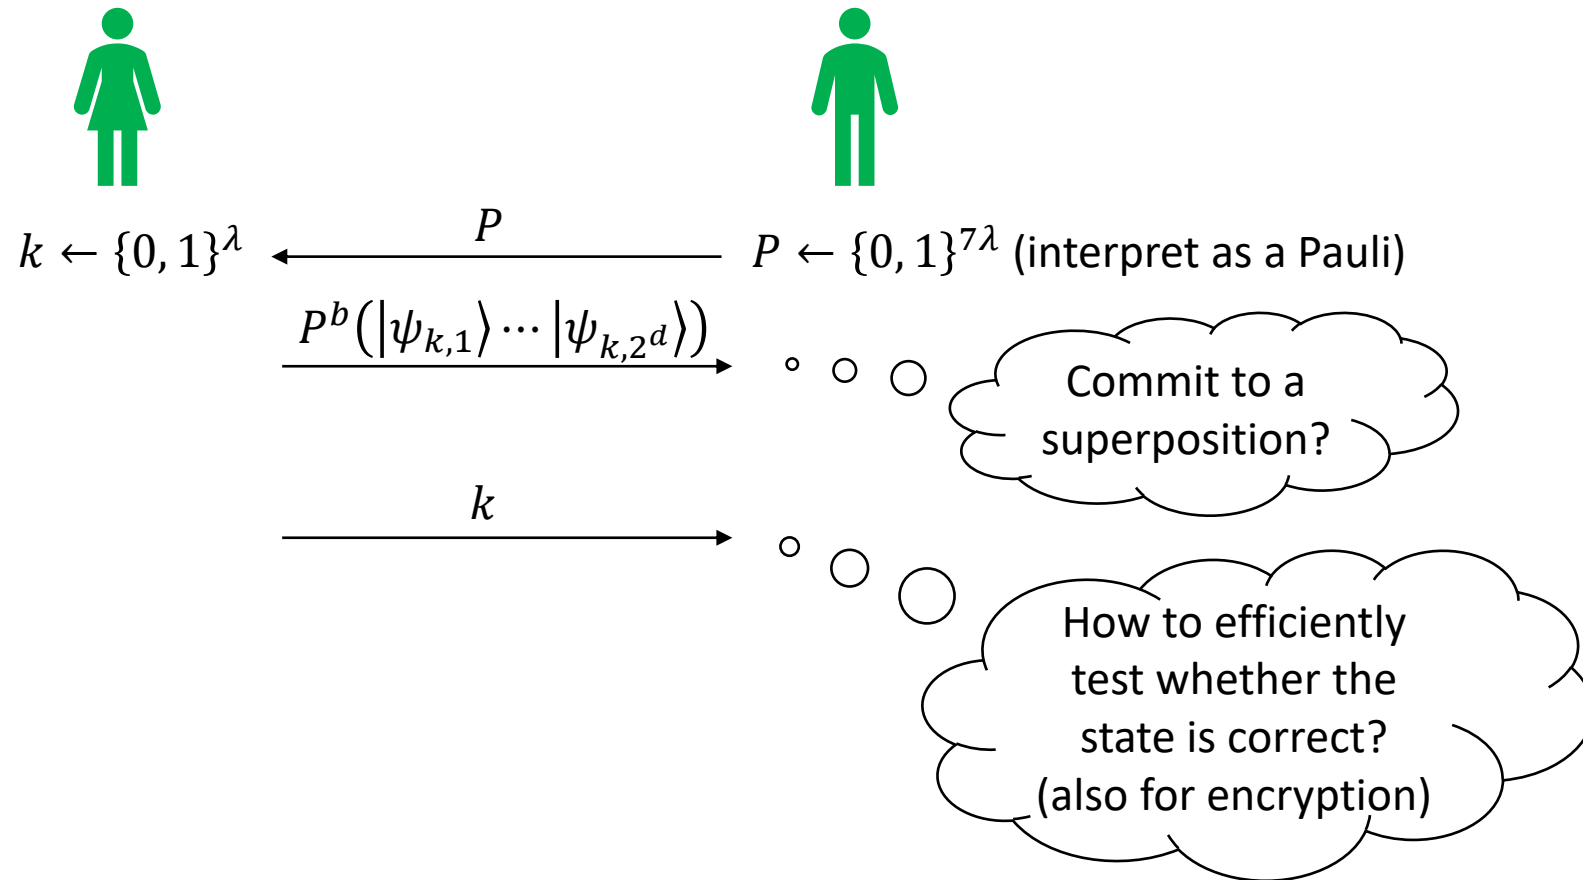 P
k ← {0, 1}^λ
P ← {0, 1}^{7λ} (interpret as a Pauli)
P^b(|ψ_{k,1}⟩ ⋯ |ψ_{k,2^d}⟩)
Commit to a
superposition?
k
How to efficiently
test whether the
state is correct?
(also for encryption)